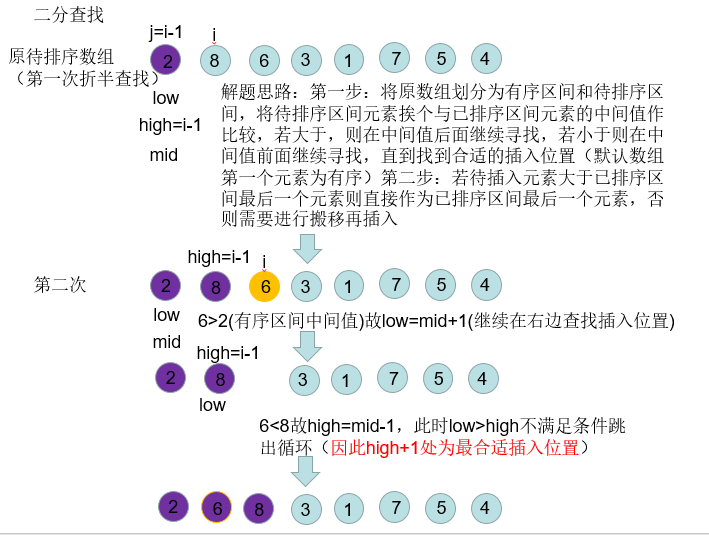 二分查找
j=i-1
i
原待排序数组
2 8 6 3 1 7 5 4
（第一次折半查找）
low
high=i-1
mid
解题思路：第一步：将原数组划分为有序区间和待排序区
间，将待排序区间元素挨个与已排序区间元素的中间值作
比较，若大于，则在中间值后面继续寻找，若小于则在中
间值前面继续寻找，直到找到合适的插入位置（默认数组
第一个元素为有序）第二步：若待插入元素大于已排序区
间最后一个元素则直接作为已排序区间最后一个元素，否
则需要进行搬移再插入
high=i-1
i
第二次
2 8 6 3 1 7 5 4
low
6>2(有序区间中间值)故low=mid+1(继续在右边查找插入位置)
mid
high=i-1
2 8 3 1 7 5 4
low
6<8故high=mid-1，此时low>high不满足条件跳
出循环（因此high+1处为最合适插入位置）
2 6 8 3 1 7 5 4